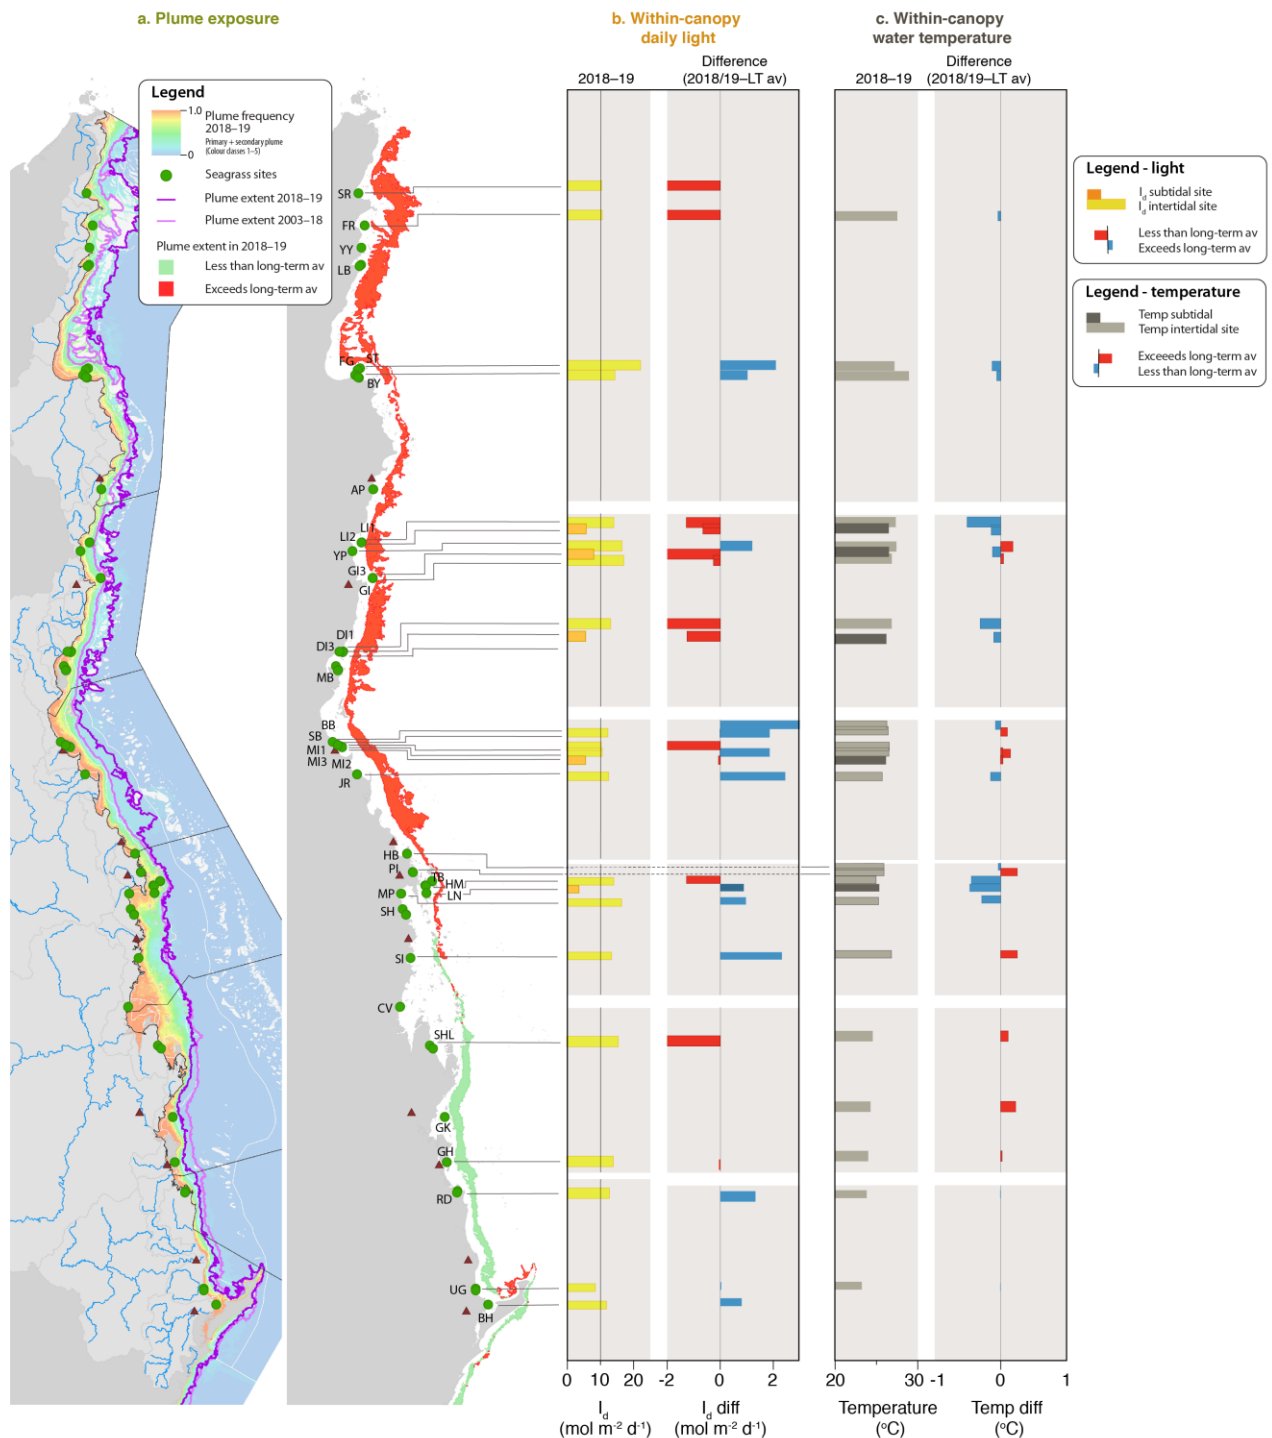 a. Plume exposure
b. Within-canopy
daily light
c. Within-canopy
water temperature
2018–19
Difference
(2018/19–LT av)
2018–19
Difference
(2018/19–LT av)
Legend
1.0
0
Plume frequency
2018–19
Primary + secondary plume
(Colour classes 1–5)
Seagrass sites
Plume extent 2018–19
Plume extent 2003–18
Plume extent in 2018–19
Less than long-term av
Exceeds long-term av
Legend - light
Id subtidal site
Id intertidal site
Less than long-term av
Exceeds long-term av
Legend - temperature
Temp subtidal
Temp intertidal site
Exceeeds long-term av
Less than long-term av
SR
FR
YY
LB
FG
ST
BY
AP
LI1
LI2
YP
GI3
GI
DI1
DI3
MB
BB
SB
MI1
MI3
MI2
JR
HB
PI
TB
HM
MP
LN
SH
SI
CV
SHL
GK
GH
RD
UG
BH
0 10 20
-2 0 2
20 30
-1 0 1
Id
(mol m-2 d-1)
Id diff
(mol m-2 d-1)
Temperature
(°C)
Temp diff
(°C)